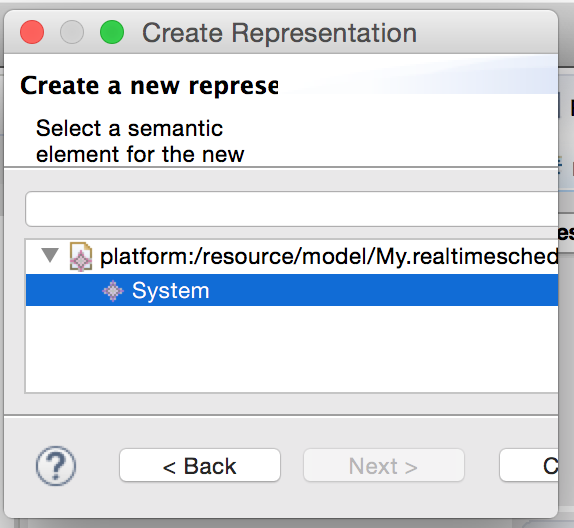 Create Representation
Create a new represe
Select a semantic
element for the new
platform:/resource/model/My.realtimesched
System
?
< Back
Next >
C